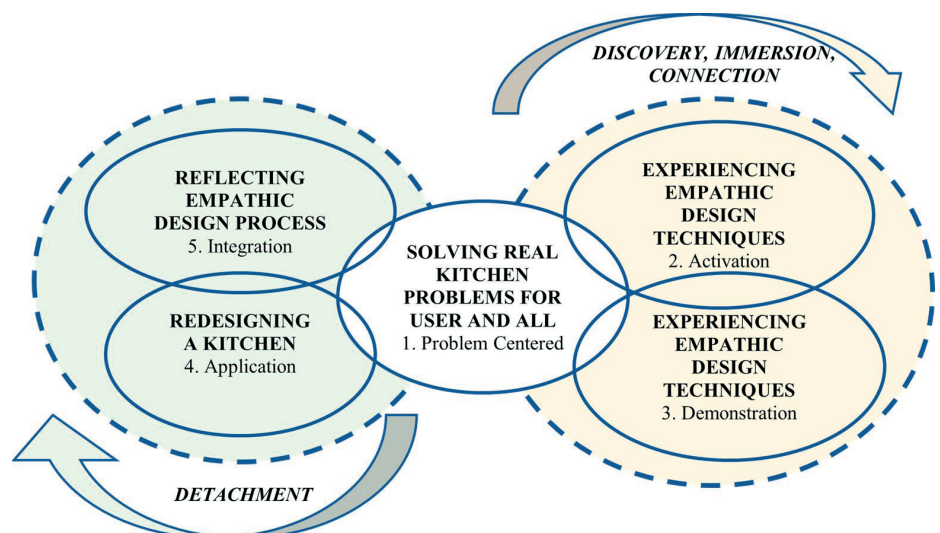 DISCOVERY, IMMERSION,
CONNECTION
REFLECTING
EMPATHIC
DESIGN PROCESS
5. Integration
REDESIGNING
A KITCHEN
4. Application
SOLVING REAL
KITCHEN
PROBLEMS FOR
USER AND ALL
1. Problem Centered
EXPERIENCING
EMPATHIC
DESIGN
TECHNIQUES
2. Activation
EXPERIENCING
EMPATHIC
DESIGN
TECHNIQUES
3. Demonstration
DETACHMENT